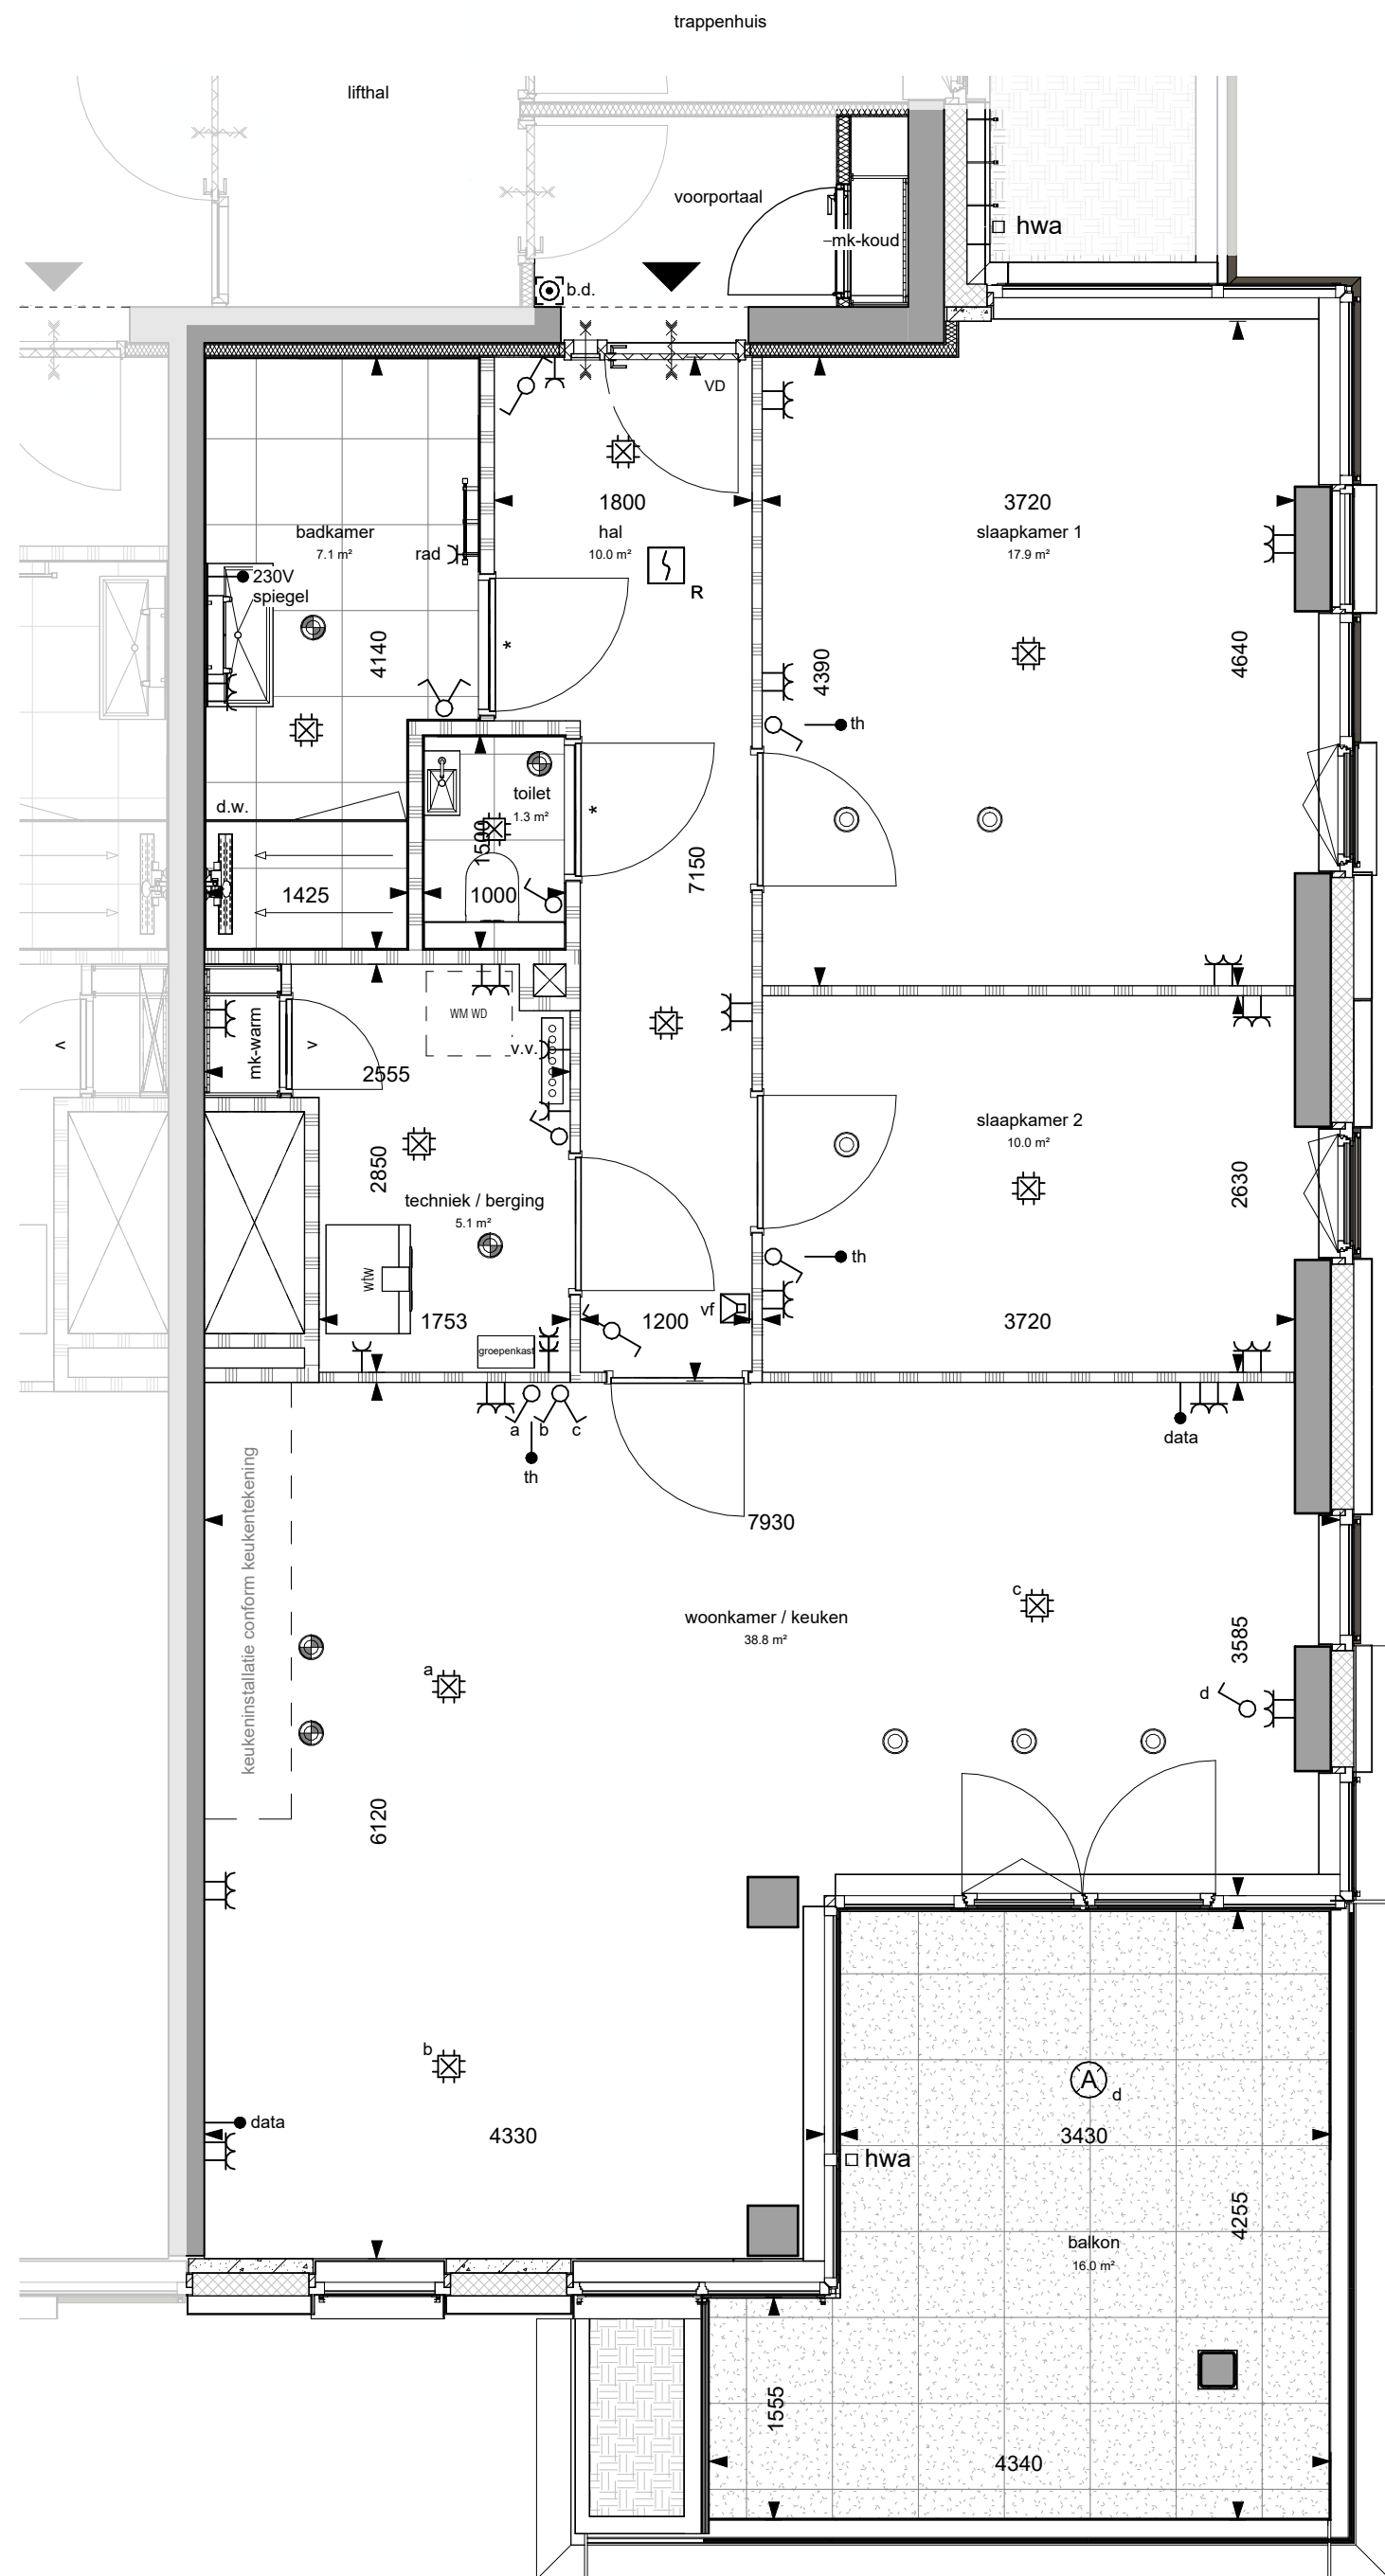 trappenhuis
lifthal
voorportaal
hwa
mk-koud
b.d.
VD
1800
3720
badkamer
7.1 m²
hal
10.0 m²
slaapkamer 1
17.9 m²
rad
230V
spiegel
R
*
4140
4390
4640
th
d.w.
toilet
1.3 m²
*
1500
7150
1425
1000
WM WD
mk-warm
v
v
v.v.
2555
slaapkamer 2
10.0 m²
2850
2630
techniek / berging
5.1 m²
th
wtw
vf
1753
1200
3720
groepenkast
a
b
c
th
data
keukeninstallatie conform keukentekening
7930
c
woonkamer / keuken
38.8 m²
3585
a
d
6120
b
A
d
data
4330
3430
hwa
4255
balkon
16.0 m²
1555
4340